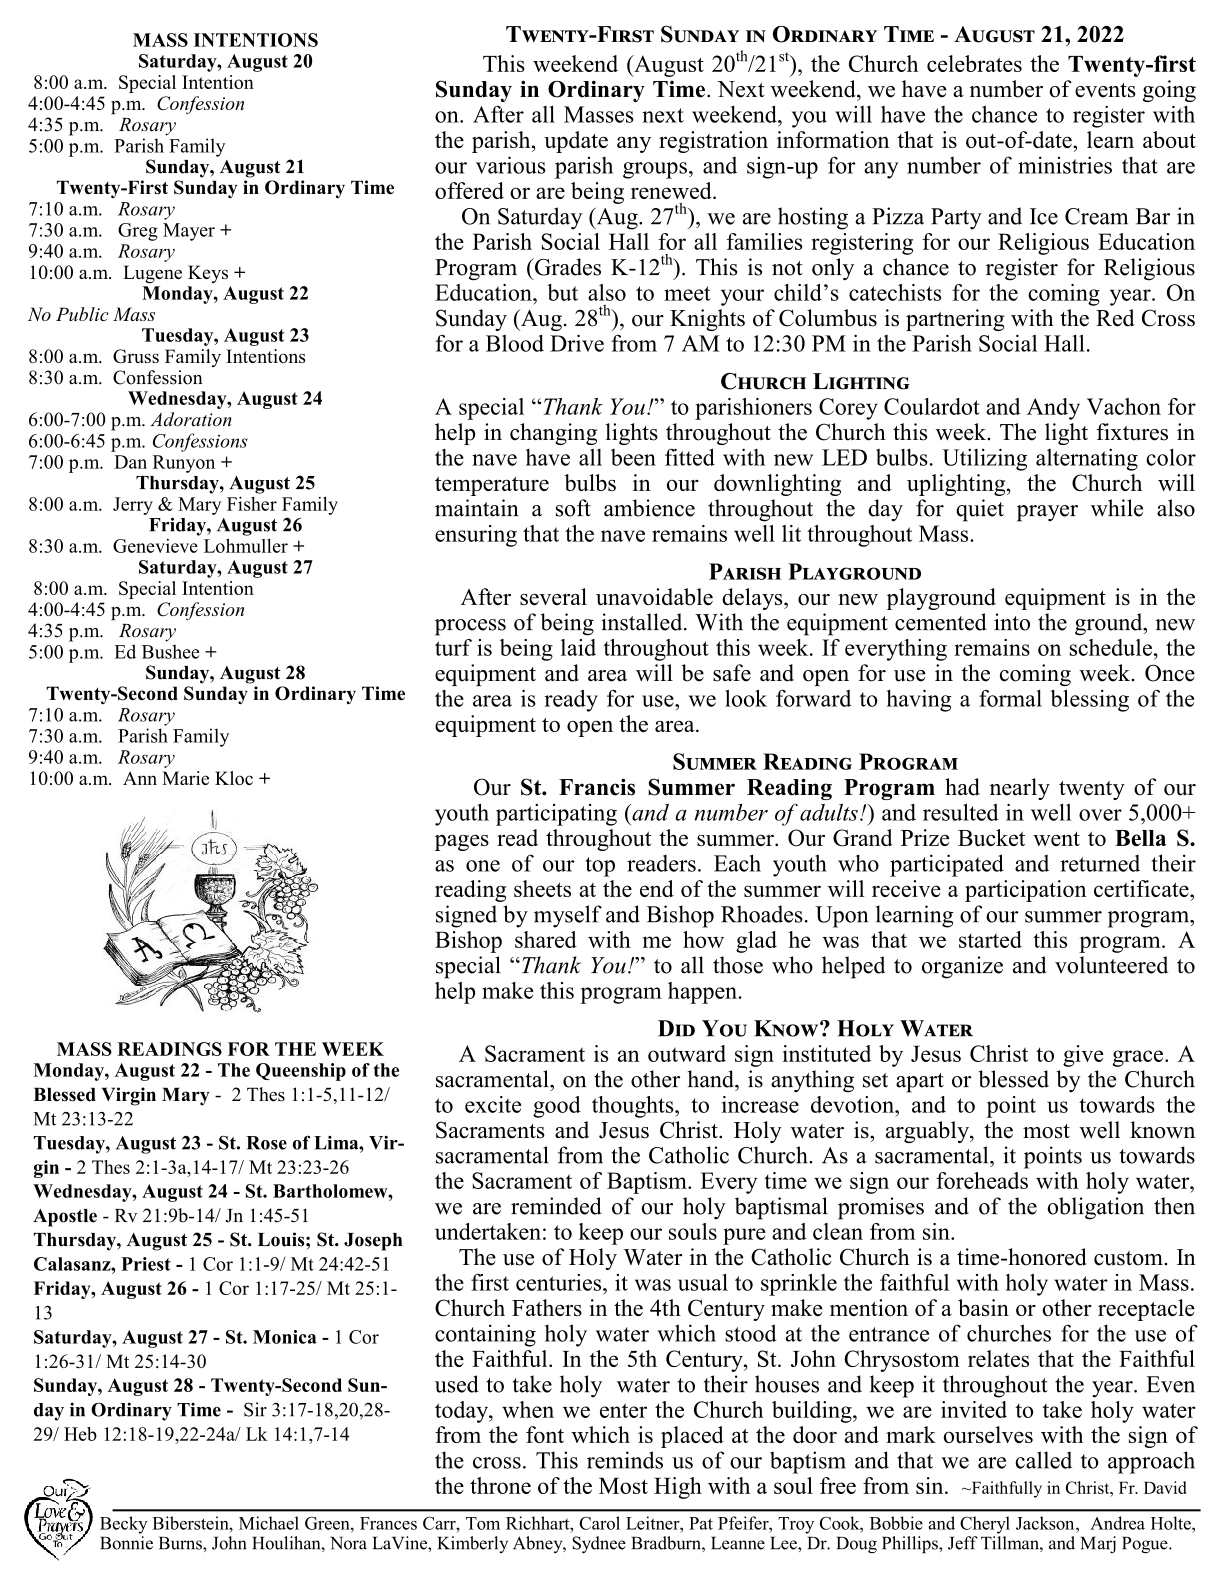 MASS INTENTIONS
Saturday, August 20
8:00 a.m.  Special Intention
4:00-4:45 p.m.  Confession
4:35 p.m.   Rosary
5:00 p.m.  Parish Family
Sunday, August 21
Twenty-First Sunday in Ordinary Time
7:10 a.m.   Rosary
7:30 a.m.   Greg Mayer +
9:40 a.m.   Rosary
10:00 a.m.  Lugene Keys +
Monday, August 22
No Public Mass
Tuesday, August 23
8:00 a.m.  Gruss Family Intentions
8:30 a.m.  Confession
Wednesday, August 24
6:00-7:00 p.m. Adoration
6:00-6:45 p.m. Confessions
7:00 p.m.  Dan Runyon +
Thursday, August 25
8:00 a.m.  Jerry & Mary Fisher Family
Friday, August 26
8:30 a.m.  Genevieve Lohmuller +
Saturday, August 27
8:00 a.m.  Special Intention
4:00-4:45 p.m.  Confession
4:35 p.m.   Rosary
5:00 p.m.  Ed Bushee +
Sunday, August 28
Twenty-Second Sunday in Ordinary Time
7:10 a.m.   Rosary
7:30 a.m.   Parish Family
9:40 a.m.   Rosary
10:00 a.m.  Ann Marie Kloc +
jhs
A Ω
MASS READINGS FOR THE WEEK
Monday, August 22 - The Queenship of the
Blessed Virgin Mary -  2 Thes 1:1-5,11-12/
Mt 23:13-22
Tuesday, August 23 - St. Rose of Lima, Vir-
gin - 2 Thes 2:1-3a,14-17/ Mt 23:23-26
Wednesday, August 24 - St. Bartholomew,
Apostle - Rv 21:9b-14/ Jn 1:45-51
Thursday, August 25 - St. Louis; St. Joseph
Calasanz, Priest - 1 Cor 1:1-9/ Mt 24:42-51
Friday, August 26 - 1 Cor 1:17-25/ Mt 25:1-
13
Saturday, August 27 - St. Monica - 1 Cor
1:26-31/ Mt 25:14-30
Sunday, August 28 - Twenty-Second Sun-
day in Ordinary Time -  Sir 3:17-18,20,28-
29/ Heb 12:18-19,22-24a/ Lk 14:1,7-14
TWENTY-FIRST SUNDAY IN ORDINARY TIME - AUGUST 21, 2022
This weekend (August 20th/21st), the Church celebrates the Twenty-first
Sunday in Ordinary Time. Next weekend, we have a number of events going
on. After all Masses next weekend, you will have the chance to register with
the parish, update any registration information that is out-of-date, learn about
our various parish groups, and sign-up for any number of ministries that are
offered or are being renewed.
On Saturday (Aug. 27th), we are hosting a Pizza Party and Ice Cream Bar in
the Parish Social Hall for all families registering for our Religious Education
Program (Grades K-12th). This is not only a chance to register for Religious
Education, but also to meet your child's catechists for the coming year. On
Sunday (Aug. 28th), our Knights of Columbus is partnering with the Red Cross
for a Blood Drive from 7 AM to 12:30 PM in the Parish Social Hall.
CHURCH LIGHTING
A special “Thank You!” to parishioners Corey Coulardot and Andy Vachon for
help in changing lights throughout the Church this week. The light fixtures in
the nave have all been fitted with new LED bulbs. Utilizing alternating color
temperature bulbs in our downlighting and uplighting, the Church will
maintain a soft ambience throughout the day for quiet prayer while also
ensuring that the nave remains well lit throughout Mass.
PARISH PLAYGROUND
After several unavoidable delays, our new playground equipment is in the
process of being installed. With the equipment cemented into the ground, new
turf is being laid throughout this week. If everything remains on schedule, the
equipment and area will be safe and open for use in the coming week. Once
the area is ready for use, we look forward to having a formal blessing of the
equipment to open the area.
SUMMER READING PROGRAM
Our St. Francis Summer Reading Program had nearly twenty of our
youth participating (and a number of adults!) and resulted in well over 5,000+
pages read throughout the summer. Our Grand Prize Bucket went to Bella S.
as one of our top readers. Each youth who participated and returned their
reading sheets at the end of the summer will receive a participation certificate,
signed by myself and Bishop Rhoades. Upon learning of our summer program,
Bishop shared with me how glad he was that we started this program. A
special “Thank You!” to all those who helped to organize and volunteered to
help make this program happen.
DID YOU KNOW? HOLY WATER
A Sacrament is an outward sign instituted by Jesus Christ to give grace. A
sacramental, on the other hand, is anything set apart or blessed by the Church
to excite good thoughts, to increase devotion, and to point us towards the
Sacraments and Jesus Christ. Holy water is, arguably, the most well known
sacramental from the Catholic Church. As a sacramental, it points us towards
the Sacrament of Baptism. Every time we sign our foreheads with holy water,
we are reminded of our holy baptismal promises and of the obligation then
undertaken: to keep our souls pure and clean from sin.
The use of Holy Water in the Catholic Church is a time-honored custom. In
the first centuries, it was usual to sprinkle the faithful with holy water in Mass.
Church Fathers in the 4th Century make mention of a basin or other receptacle
containing holy water which stood at the entrance of churches for the use of
the Faithful. In the 5th Century, St. John Chrysostom relates that the Faithful
used to take holy  water to their houses and keep it throughout the year. Even
today, when we enter the Church building, we are invited to take holy water
from the font which is placed at the door and mark ourselves with the sign of
the cross. This reminds us of our baptism and that we are called to approach
the throne of the Most High with a soul free from sin.  ~Faithfully in Christ, Fr. David
Our
Love &
Prayers
Go Out
To
Becky Biberstein, Michael Green, Frances Carr, Tom Richhart, Carol Leitner, Pat Pfeifer, Troy Cook, Bobbie and Cheryl Jackson,  Andrea Holte,
Bonnie Burns, John Houlihan, Nora LaVine, Kimberly Abney, Sydnee Bradburn, Leanne Lee, Dr. Doug Phillips, Jeff Tillman, and Marj Pogue.